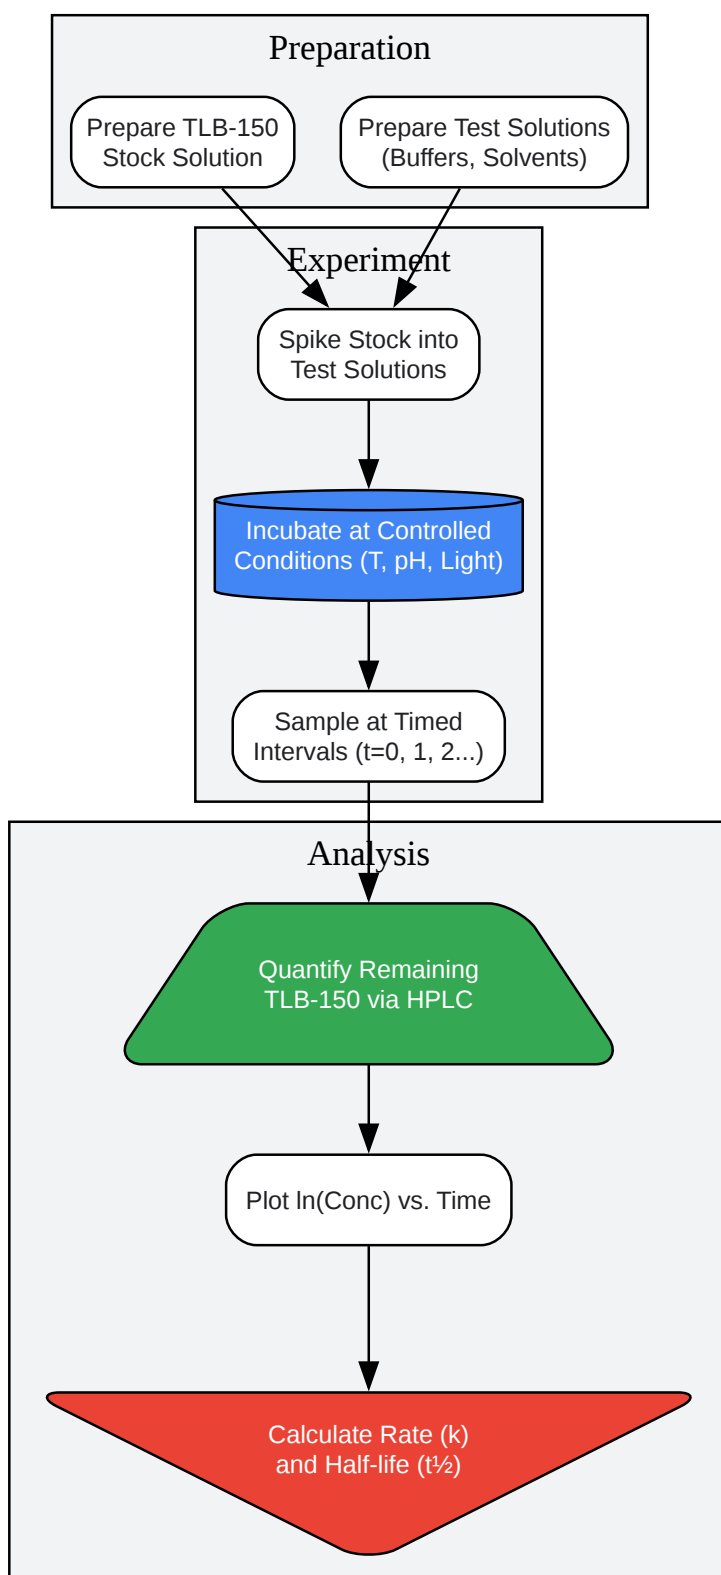 Preparation
Prepare TLB-150
Stock Solution
Prepare Test Solutions
(Buffers, Solvents)
Experiment
Spike Stock into
Test Solutions
Incubate at Controlled
Conditions (T, pH, Light)
Sample at Timed
Intervals (t=0, 1, 2...)
Analysis
Quantify Remaining
TLB-150 via HPLC
Plot ln(Conc) vs. Time
Calculate Rate (k)
and Half-life (t½)